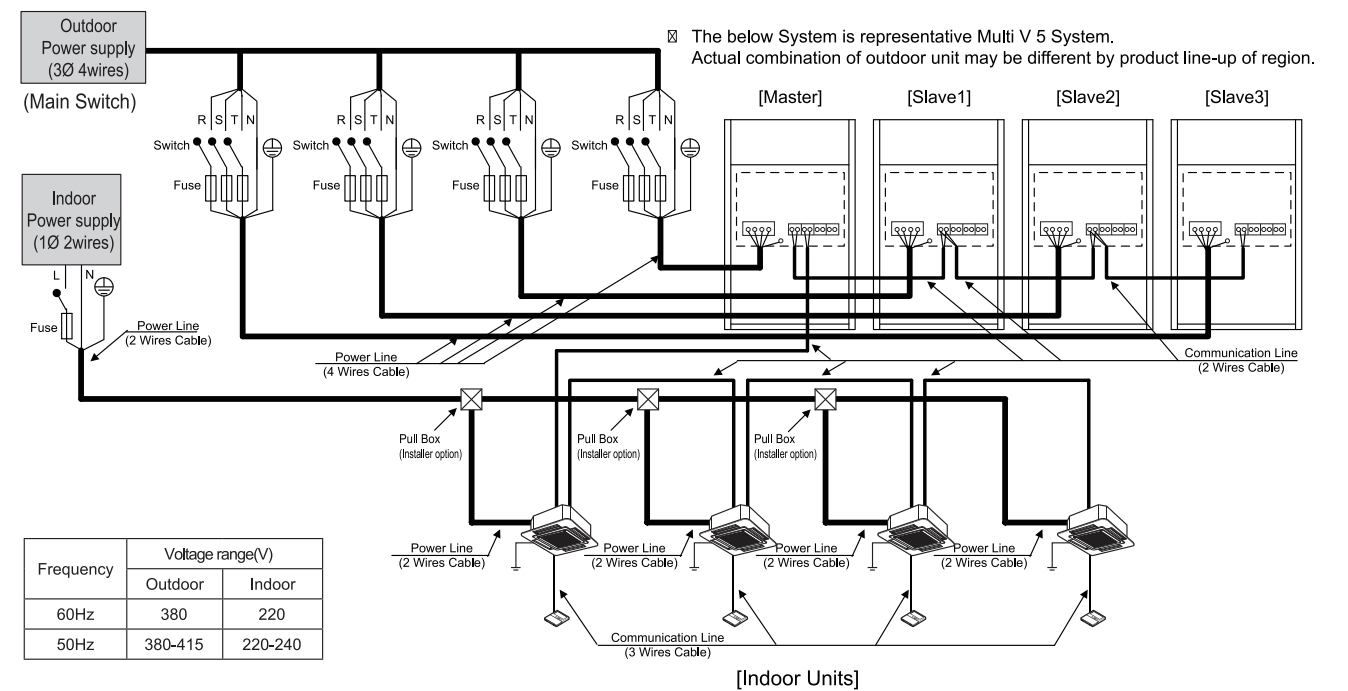 Outdoor
Power supply
(3Ø 4wires)
(Main Switch)
☒ The below System is representative Multi V 5 System.
Actual combination of outdoor unit may be different by product line-up of region.
[Master]
[Slave1]
[Slave2]
[Slave3]
R S T N
R S T N
R S T N
R S T N
Switch
Switch
Switch
Switch
Fuse
Fuse
Fuse
Fuse
Indoor
Power supply
(1Ø 2wires)
L N
Fuse
Power Line
(2 Wires Cable)
Power Line
(4 Wires Cable)
Communication Line
(2 Wires Cable)
Pull Box
(Installer option)
Pull Box
(Installer option)
Pull Box
(Installer option)
Power Line
(2 Wires Cable)
Power Line
(2 Wires Cable)
Power Line
(2 Wires Cable)
Power Line
(2 Wires Cable)
Frequency
Voltage range(V)
Outdoor Indoor
60Hz 380 220
50Hz 380-415 220-240
Communication Line
(3 Wires Cable)
[Indoor Units]